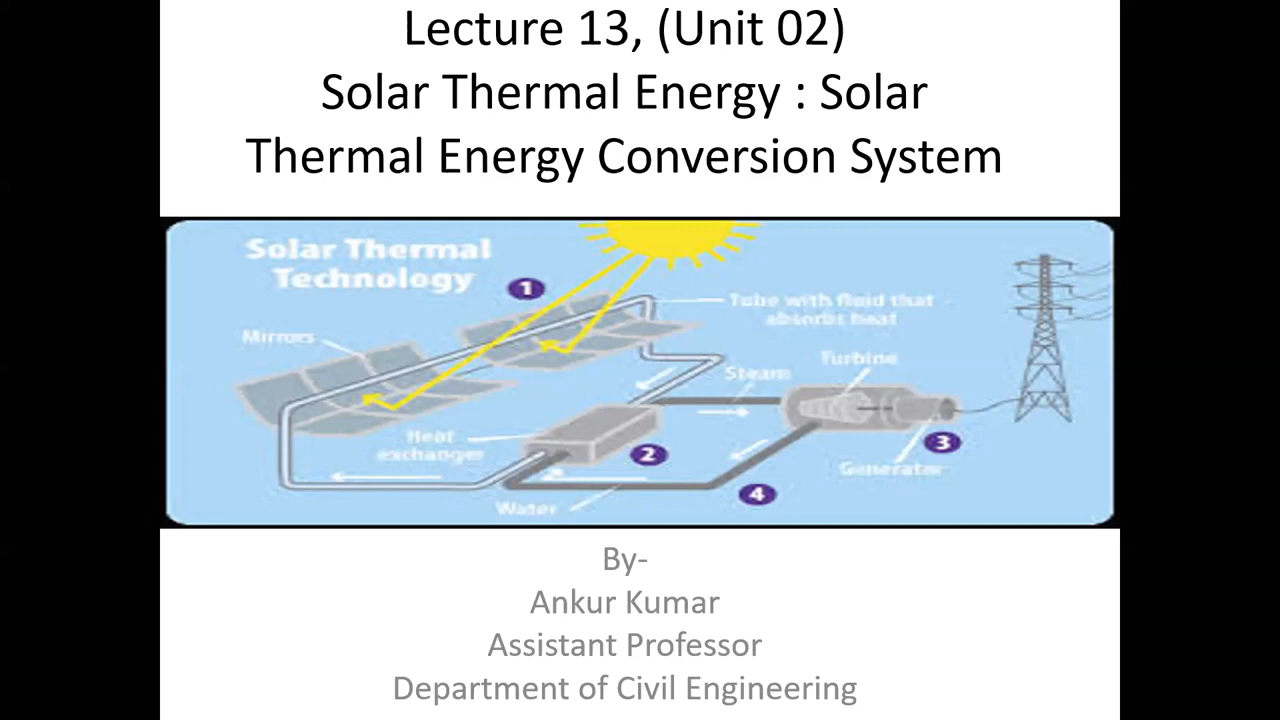 Lecture 13, (Unit 02)
Solar Thermal Energy : Solar
Thermal Energy Conversion System
Solar Thermal
Technology
1
Tube with fluid that
absorbs heat
Mirrors
Turbine
Steam
Heat
exchanger
2
3
Generator
4
Water
By-
Ankur Kumar
Assistant Professor
Department of Civil Engineering